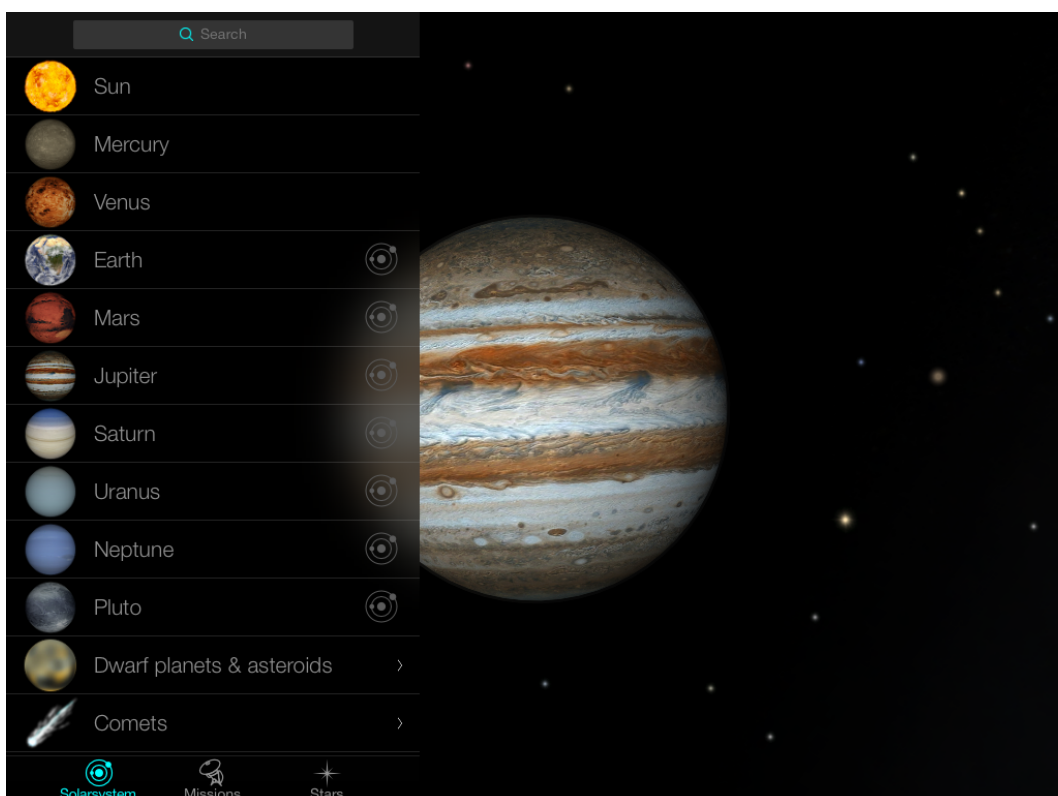 Search
Sun
Mercury
Venus
Earth
Mars
Jupiter
Saturn
Uranus
Neptune
Pluto
Dwarf planets & asteroids
Comets
Solarsystem Missions Stars